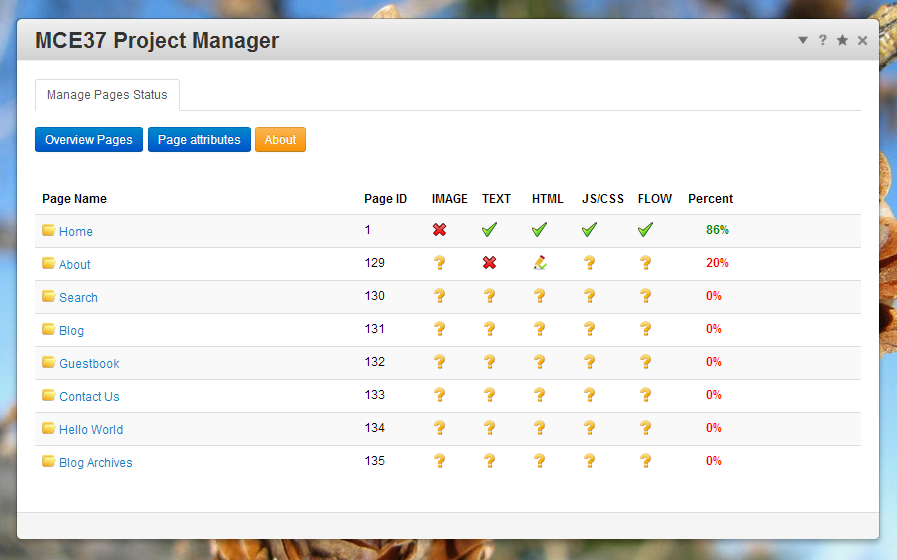 MCE37 Project Manager
Manage Pages Status
Overview Pages Page attributes About
Page Name Page ID IMAGE TEXT HTML JS/CSS FLOW Percent
Home 1 86%
About 129 ? ? ? 20%
Search 130 ? ? ? ? ? 0%
Blog 131 ? ? ? ? ? 0%
Guestbook 132 ? ? ? ? ? 0%
Contact Us 133 ? ? ? ? ? 0%
Hello World 134 ? ? ? ? ? 0%
Blog Archives 135 ? ? ? ? ? 0%